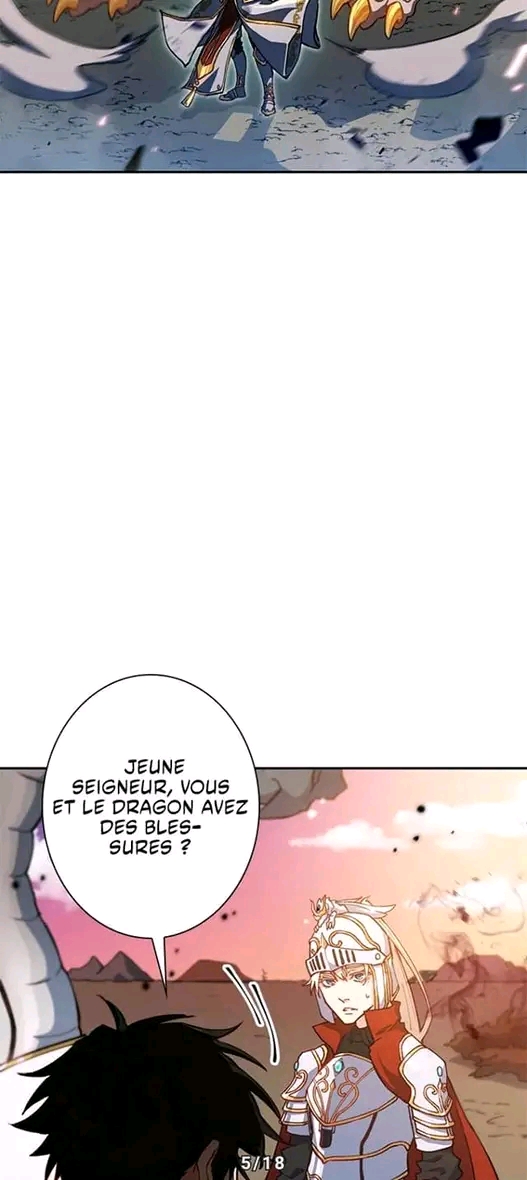 JEUNE
SEIGNEUR, VOUS
ET LE DRAGON AVEZ
DES BLES-
SURES ?
5/18